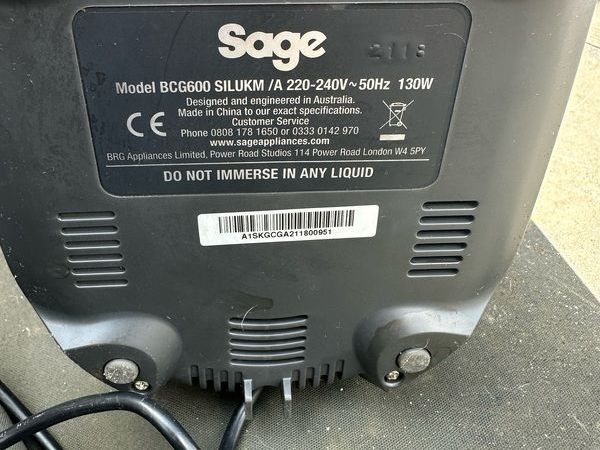 Sage
2118
Model BCG600 SILUKM /A 220-240V~50Hz 130W
Designed and engineered in Australia.
Made in China to our exact specifications.
Customer Service
CE
Phone 0808 178 1650 or 0333 0142 970
www.sageappliances.com
BRG Appliances Limited, Power Road Studios 114 Power Road London W4 5PY
DO NOT IMMERSE IN ANY LIQUID
A1SKGCGA211800951